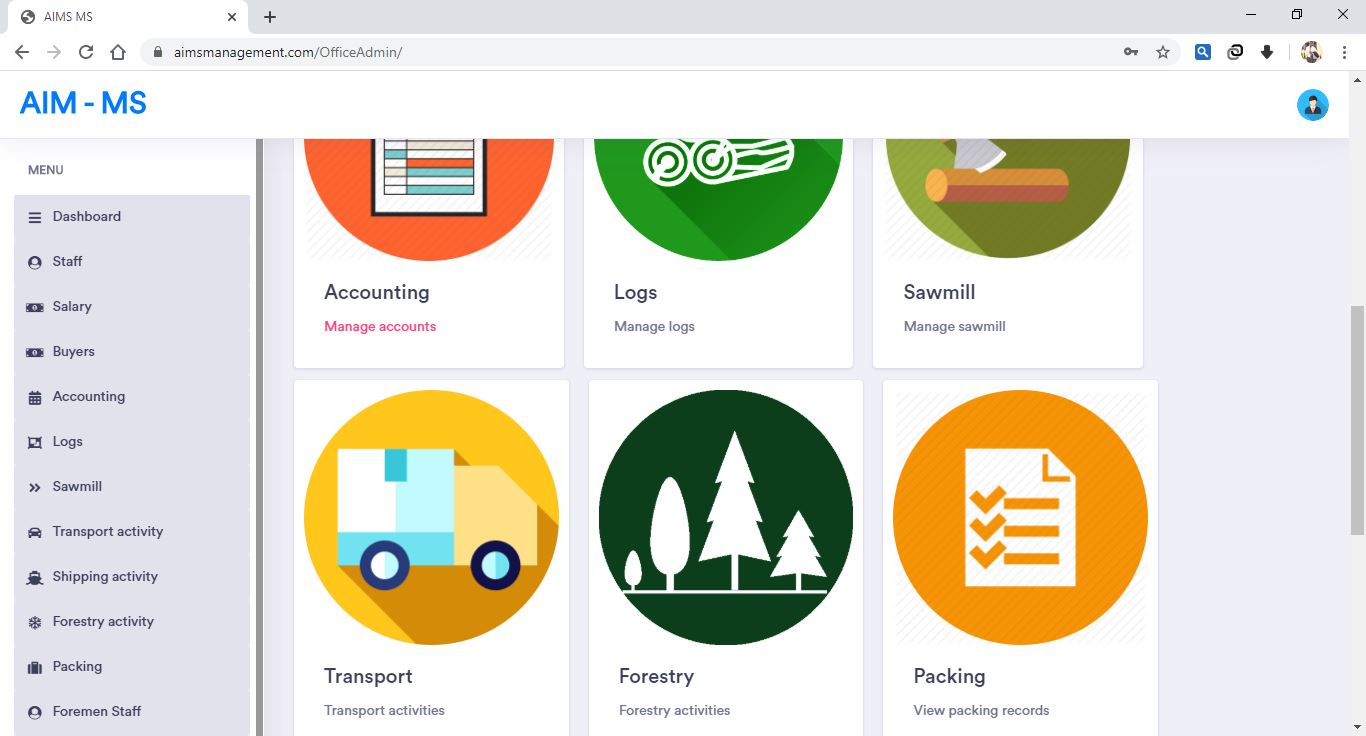 AIMS MS
aimsmanagement.com/OfficeAdmin/
AIM - MS
MENU
Dashboard
Staff
Salary
Buyers
Accounting
Logs
Sawmill
Transport activity
Shipping activity
Forestry activity
Packing
Foremen Staff
Accounting
Manage accounts
Logs
Manage logs
Sawmill
Manage sawmill
Transport
Transport activities
Forestry
Forestry activities
Packing
View packing records